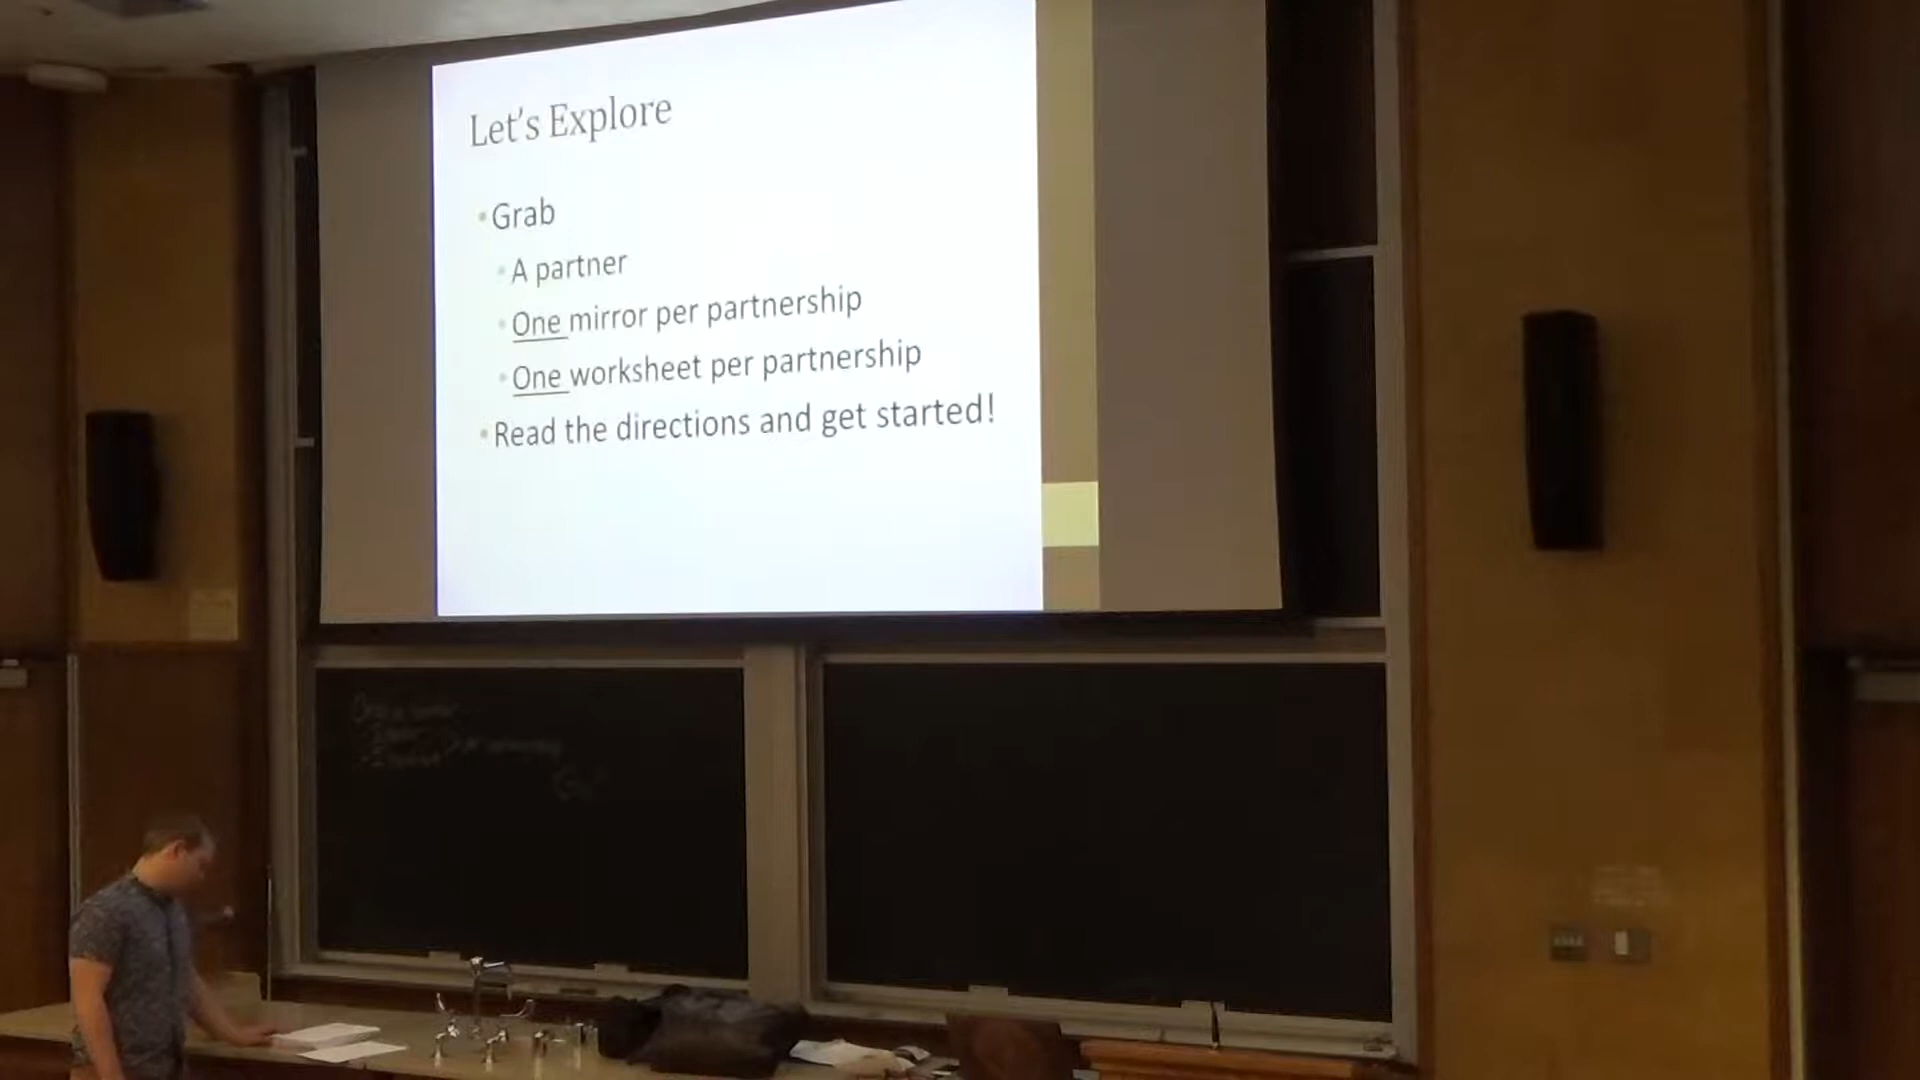 Let's Explore
Grab
A partner
One mirror per partnership
One worksheet per partnership
Read the directions and get started!